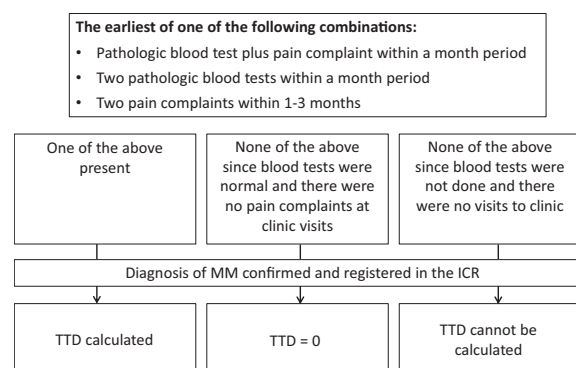 The earliest of one of the following combinations:
• Pathologic blood test plus pain complaint within a month period
• Two pathologic blood tests within a month period
• Two pain complaints within 1-3 months
One of the above
present
None of the above
since blood tests were
normal and there were
no pain complaints at
clinic visits
None of the above
since blood tests were
not done and there
were no visits to clinic
Diagnosis of MM confirmed and registered in the ICR
TTD calculated
TTD = 0
TTD cannot be
calculated